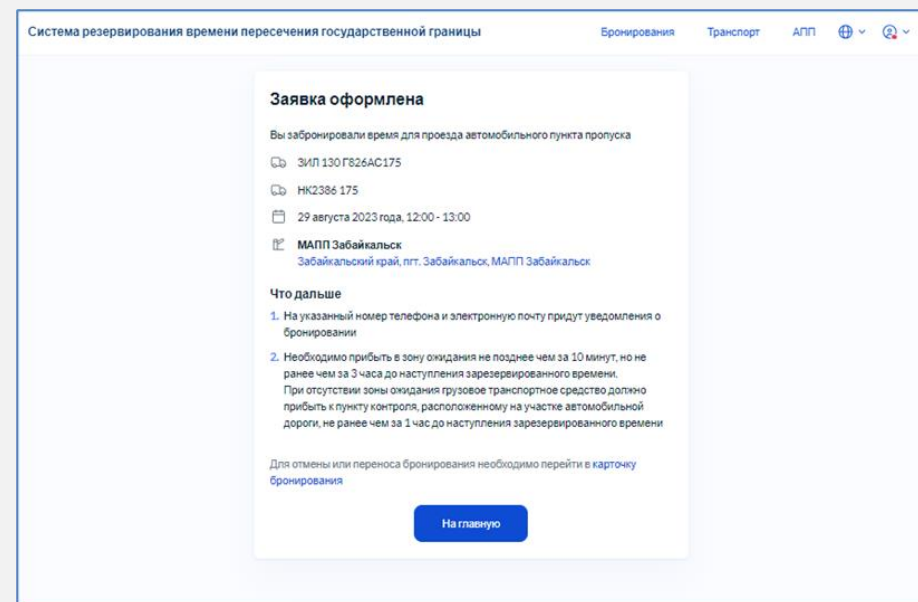 Система резервирования времени пересечения государственной границы
Бронирования
Транспорт
АПП
Заявка оформлена
Вы забронировали время для проезда автомобильного пункта пропуска
ЗИЛ 130 Г826АС175
НК2386 175
29 августа 2023 года, 12:00 - 13:00
МАПП Забайкальск
Забайкальский край, пгт. Забайкальск, МАПП Забайкальск
Что дальше
1. На указанный номер телефона и электронную почту придут уведомления о
бронировании
2. Необходимо прибыть в зону ожидания не позднее чем за 10 минут, но не
ранее чем за 3 часа до наступления зарезервированного времени.
При отсутствии зоны ожидания грузовое транспортное средство должно
прибыть к пункту контроля, расположенному на участке автомобильной
дороги, не ранее чем за 1 час до наступления зарезервированного времени
Для отмены или переноса бронирования необходимо перейти в карточку
бронирования
На главную